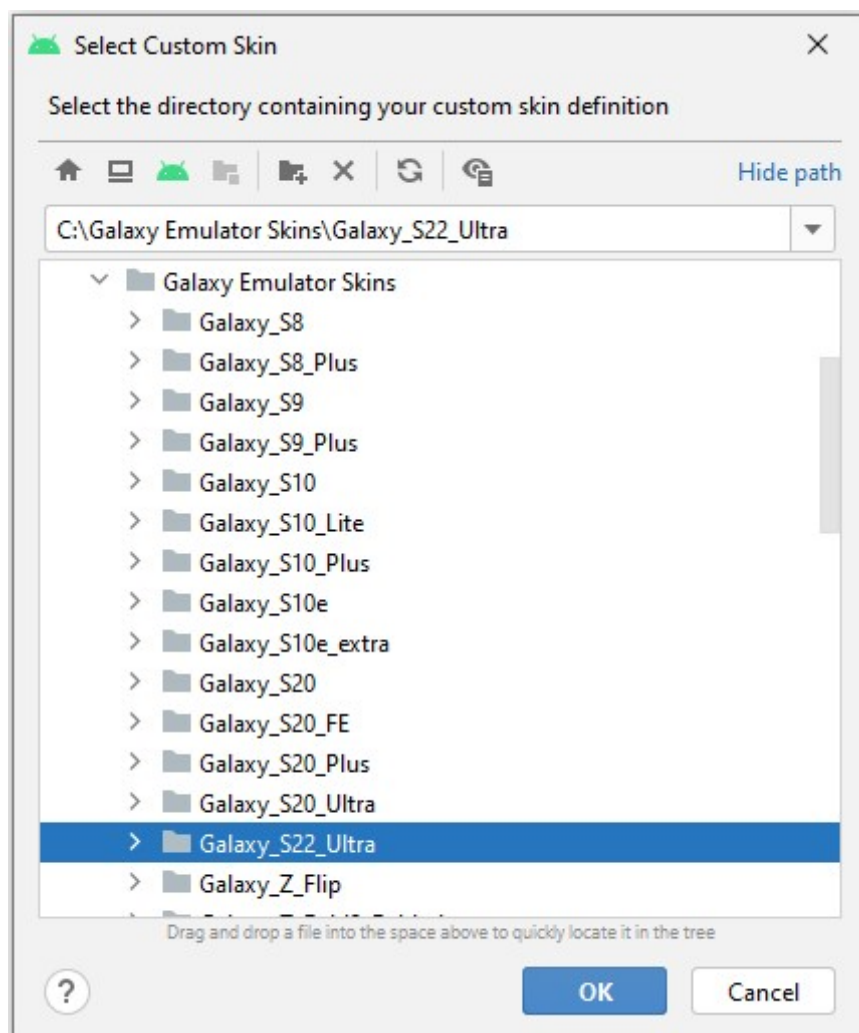 Select Custom Skin
Select the directory containing your custom skin definition
Hide path
C:\Galaxy Emulator Skins\Galaxy_S22_Ultra
Galaxy Emulator Skins
Galaxy_S8
Galaxy_S8_Plus
Galaxy_S9
Galaxy_S9_Plus
Galaxy_S10
Galaxy_S10_Lite
Galaxy_S10_Plus
Galaxy_S10e
Galaxy_S10e_extra
Galaxy_S20
Galaxy_S20_FE
Galaxy_S20_Plus
Galaxy_S20_Ultra
Galaxy_S22_Ultra
Galaxy_Z_Flip
Drag and drop a file into the space above to quickly locate it in the tree
? OK Cancel